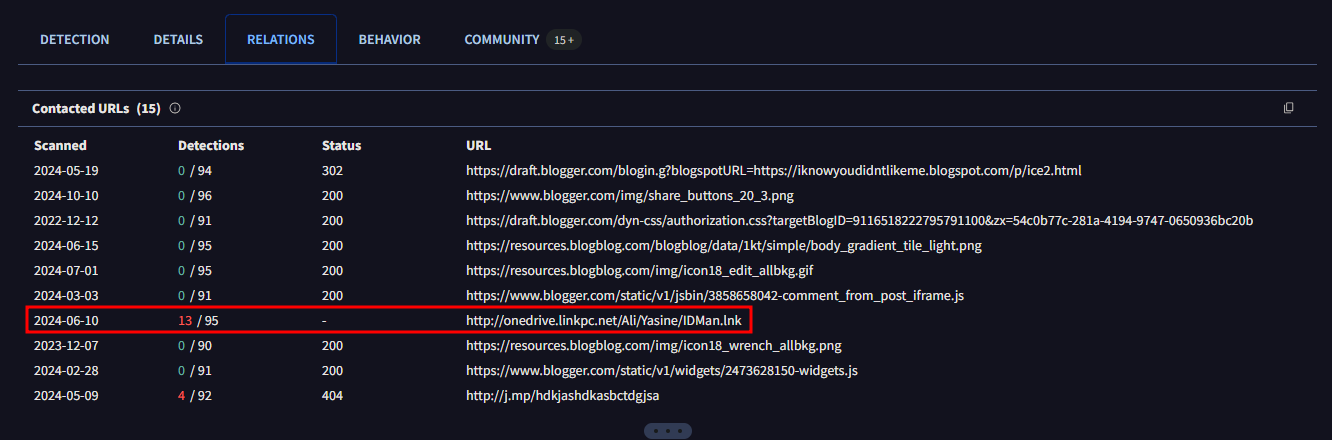 DETECTION DETAILS RELATIONS BEHAVIOR COMMUNITY 15+
Contacted URLs (15)
Scanned Detections Status URL
2024-05-19 0 / 94 302 https://draft.blogger.com/blogin.g?blogspotURL=https://iknowyoudidntlikeme.blogspot.com/p/ice2.html
2024-10-10 0 / 96 200 https://www.blogger.com/img/share_buttons_20_3.png
2022-12-12 0 / 91 200 https://draft.blogger.com/dyn-css/authorization.css?targetBlogID=9116518222795791100&zx=54c0b77c-281a-4194-9747-0650936bc20b
2024-06-15 0 / 95 200 https://resources.blogblog.com/blogblog/data/1kt/simple/body_gradient_tile_light.png
2024-07-01 0 / 95 200 https://resources.blogblog.com/img/icon18_edit_allbkg.gif
2024-03-03 0 / 91 200 https://www.blogger.com/static/v1/jsbin/3858658042-comment_from_post_iframe.js
2024-06-10 13 / 95 - http://onedrive.linkpc.net/Ali/Yasine/IDMan.lnk
2023-12-07 0 / 90 200 https://resources.blogblog.com/img/icon18_wrench_allbkg.png
2024-02-28 0 / 91 200 https://www.blogger.com/static/v1/widgets/2473628150-widgets.js
2024-05-09 4 / 92 404 http://j.mp/hdkjashdkasbctdgjsa